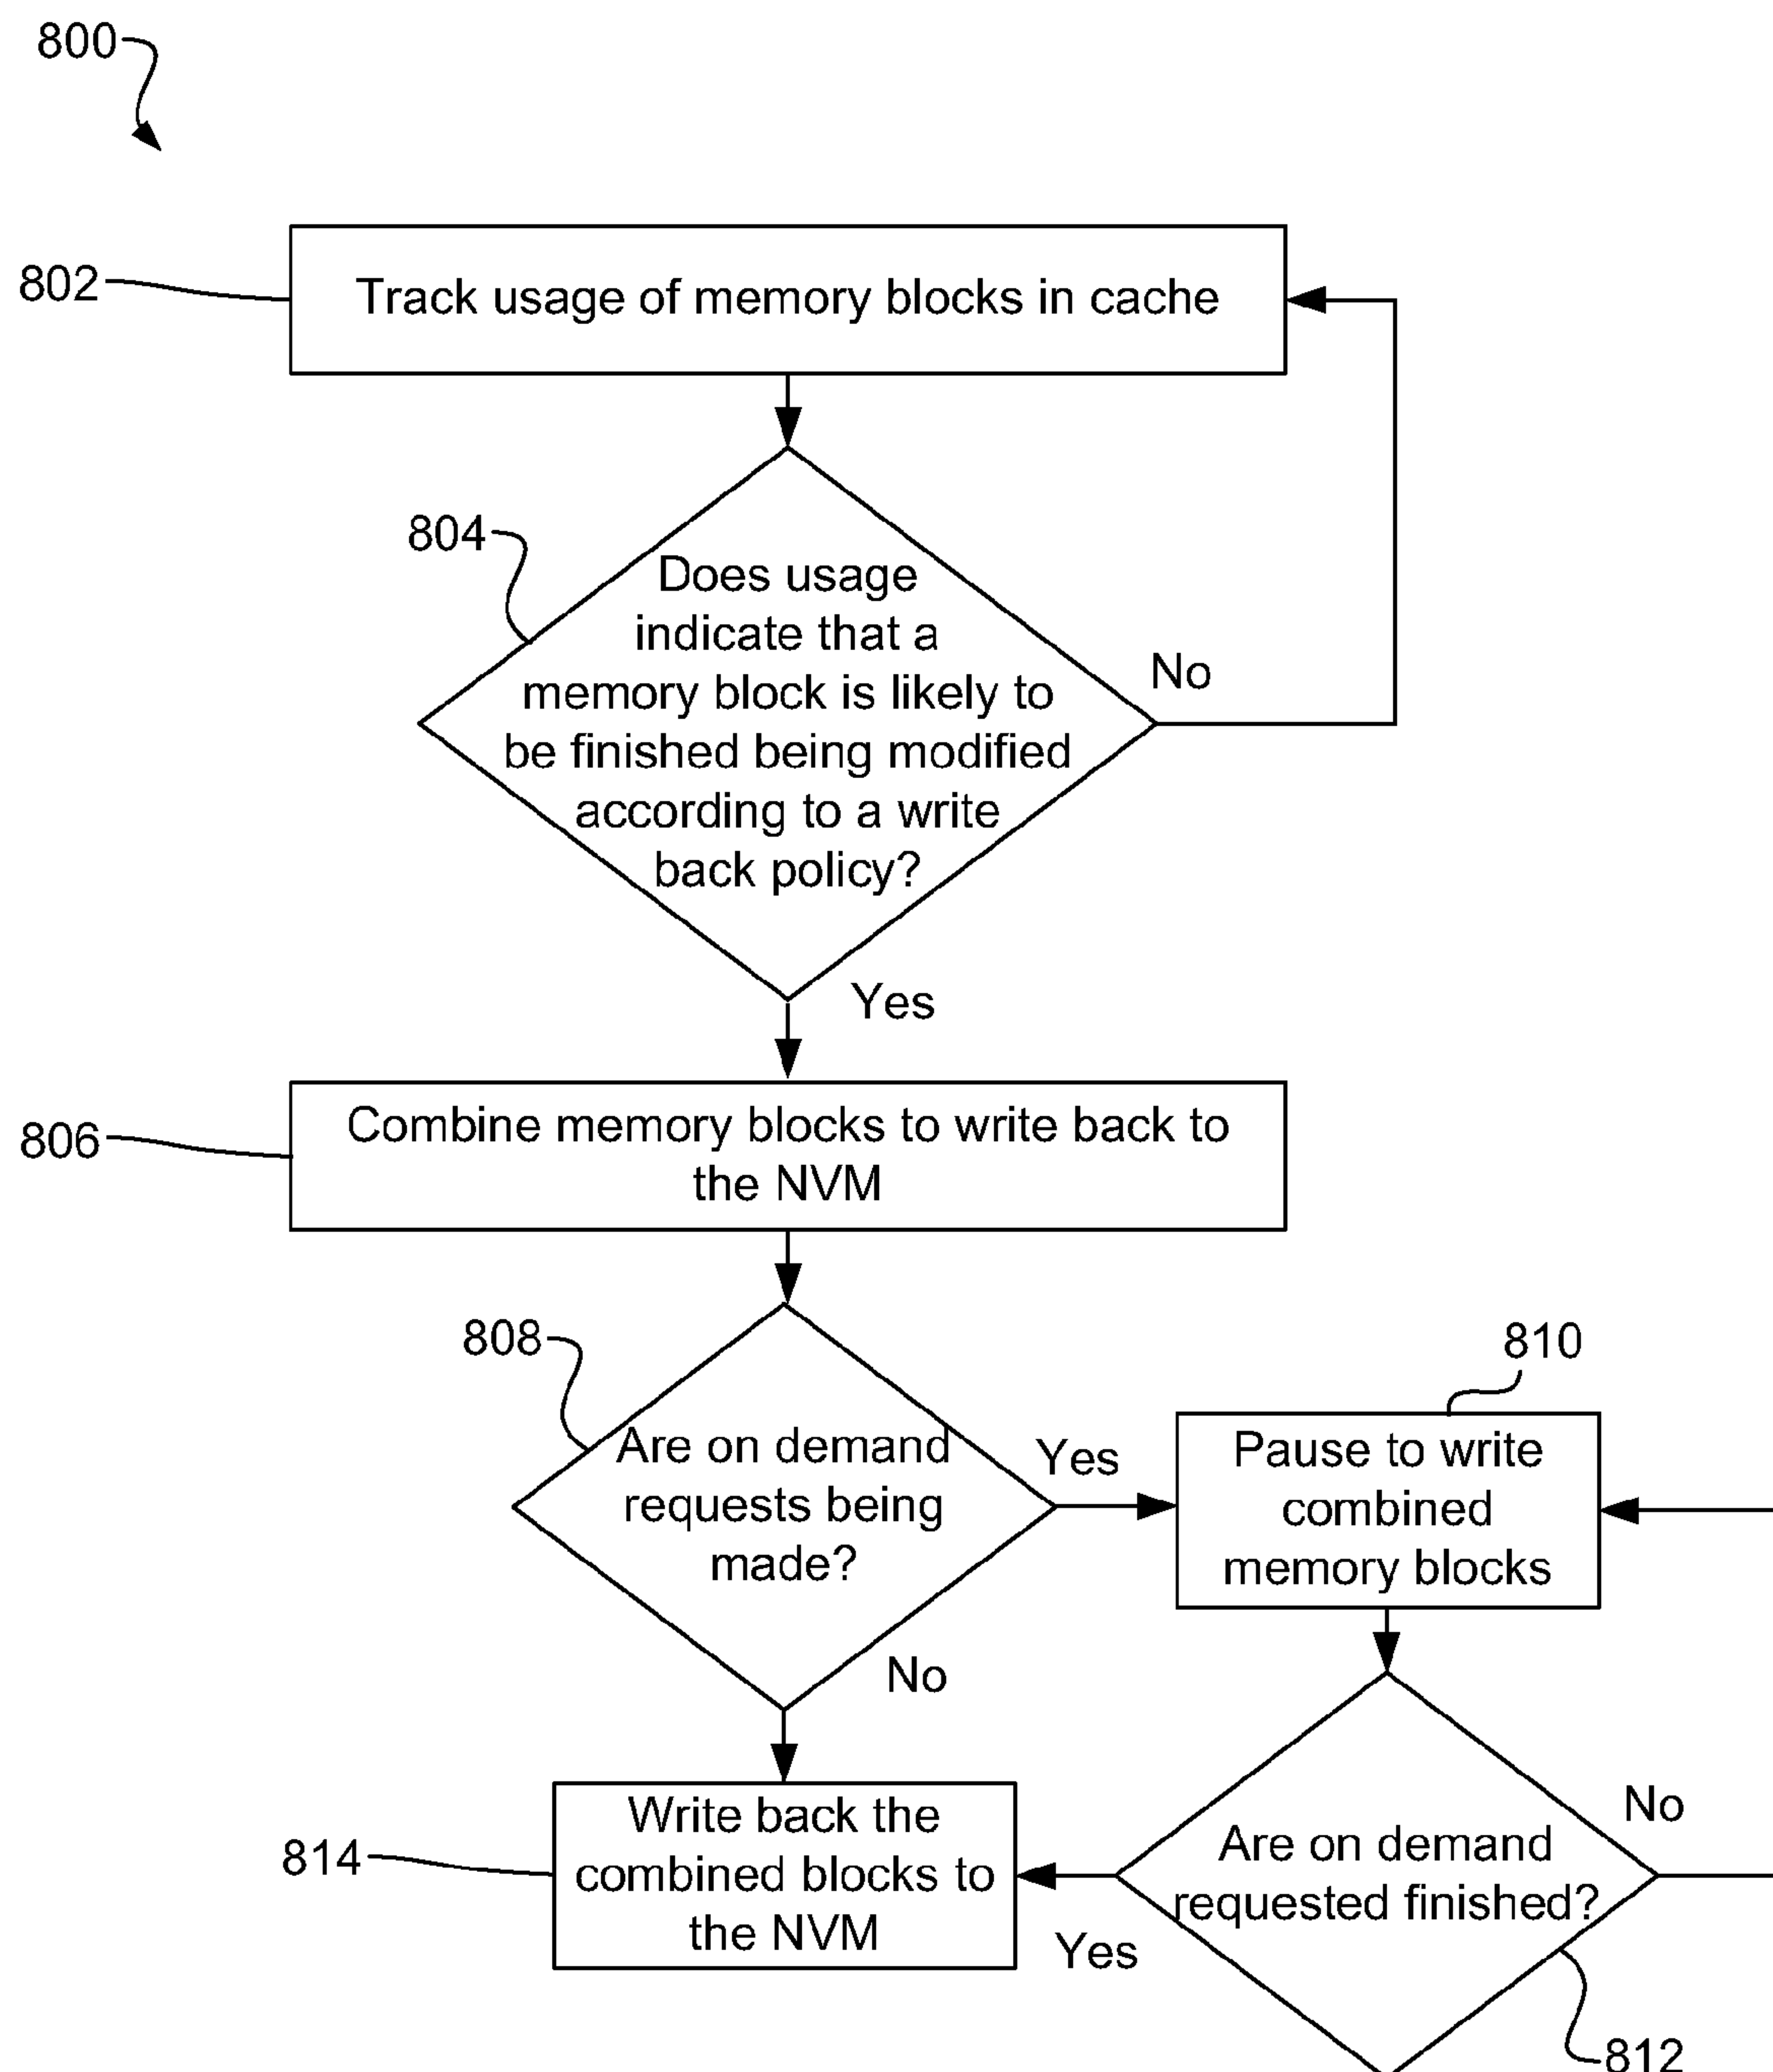 800
802
Track usage of memory blocks in cache
804
Does usage
indicate that a
memory block is likely to
be finished being modified
according to a write
back policy?
No
Yes
806
Combine memory blocks to write back to
the NVM
808
Are on demand
requests being
made?
Yes
No
810
Pause to write
combined
memory blocks
814
Write back the
combined blocks to
the NVM
Are on demand
requested finished?
No
Yes
812